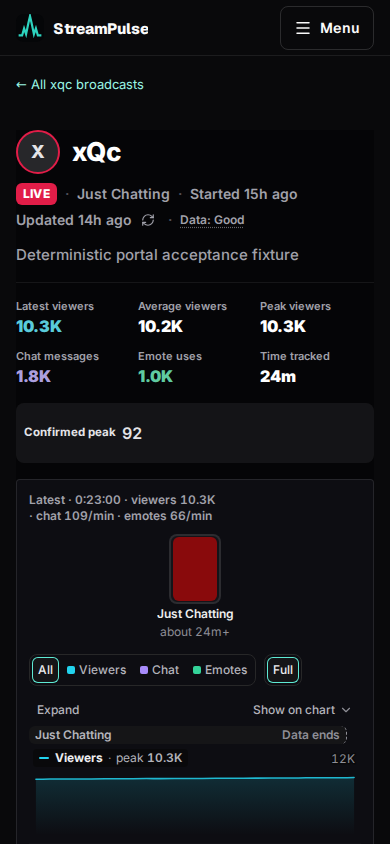 StreamPulse
Menu
← All xqc broadcasts
X
xQc
LIVE · Just Chatting · Started 15h ago
Updated 14h ago · Data: Good
Deterministic portal acceptance fixture
Latest viewers Average viewers Peak viewers
10.3K 10.2K 10.3K
Chat messages Emote uses Time tracked
1.8K 1.0K 24m
Confirmed peak 92
Latest · 0:23:00 · viewers 10.3K
· chat 109/min · emotes 66/min
Just Chatting
about 24m+
All Viewers Chat Emotes Full
Expand Show on chart
Just Chatting Data ends
Viewers · peak 10.3K 12K